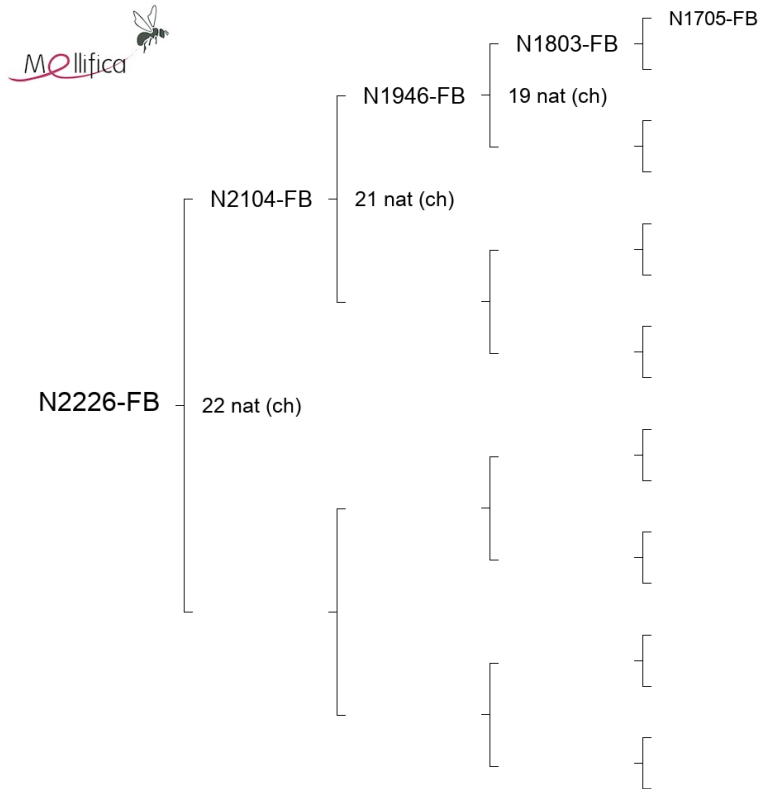 Mellifica
N1705-FB
N1803-FB
N1946-FB
19 nat (ch)
N2104-FB
21 nat (ch)
N2226-FB
22 nat (ch)